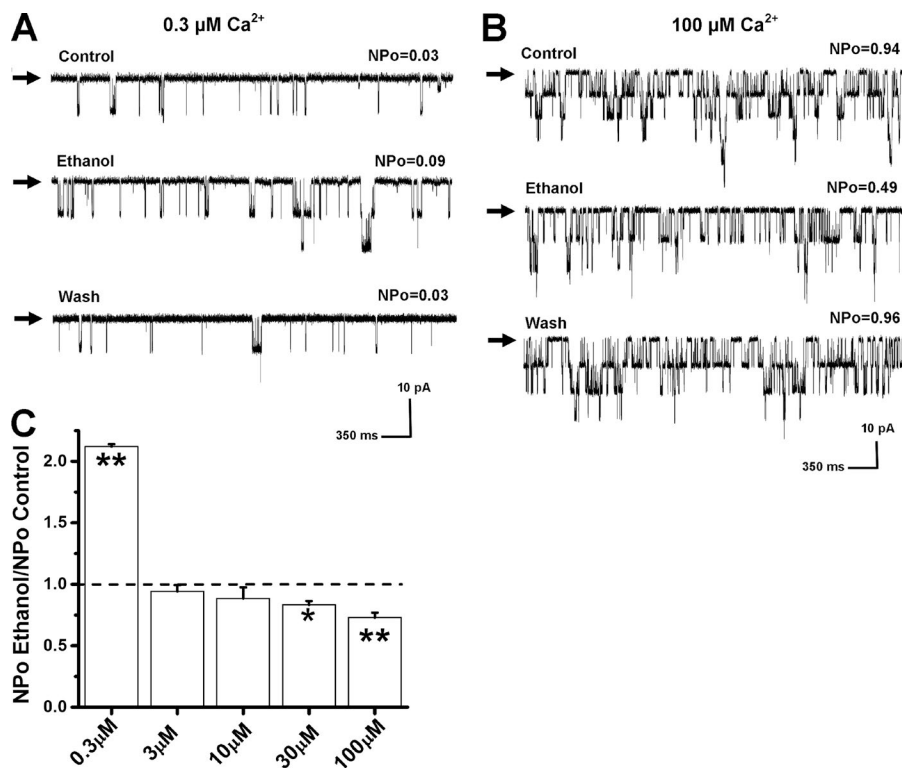 A
0.3 µM Ca²⁺
Control
NPo=0.03
Ethanol
NPo=0.09
Wash
NPo=0.03
10 pA
350 ms
B
100 µM Ca²⁺
Control
NPo=0.94
Ethanol
NPo=0.49
Wash
NPo=0.96
10 pA
350 ms
C
NPo Ethanol/NPo Control
2.0
1.5
1.0
0.5
0.0
**
*
**
0.3µM
3µM
10µM
30µM
100µM